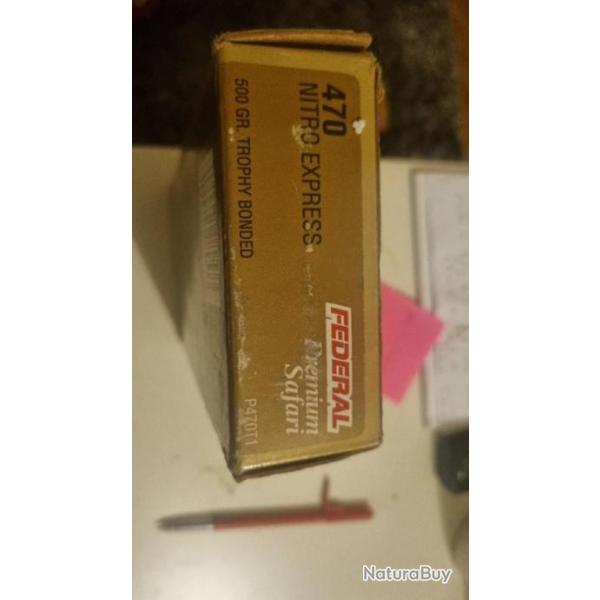 470
NITRO EXPRESS
500 GR. TROPHY BONDED
FEDERAL
Premium
Safari
P470T1
NaturaBuy